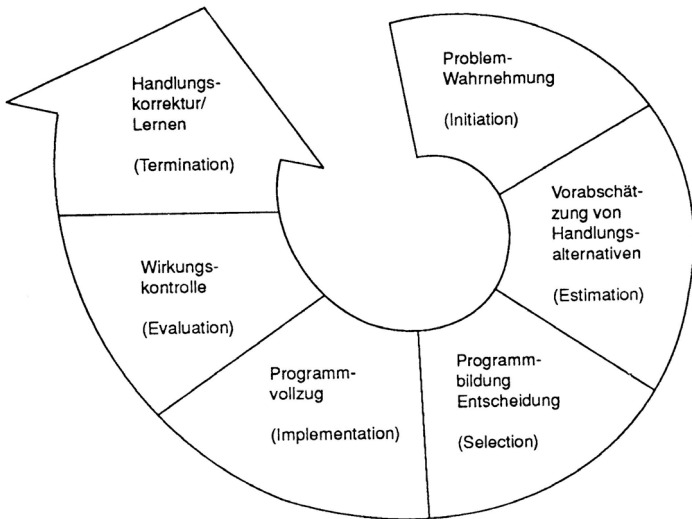 Problem-
Wahrnehmung
(Initiation)
Vorabschät-
zung von
Handlungs-
alternativen
(Estimation)
Programm-
bildung
Entscheidung
(Selection)
Programm-
vollzug
(Implementation)
Wirkungs-
kontrolle
(Evaluation)
Handlungs-
korrektur/
Lernen
(Termination)